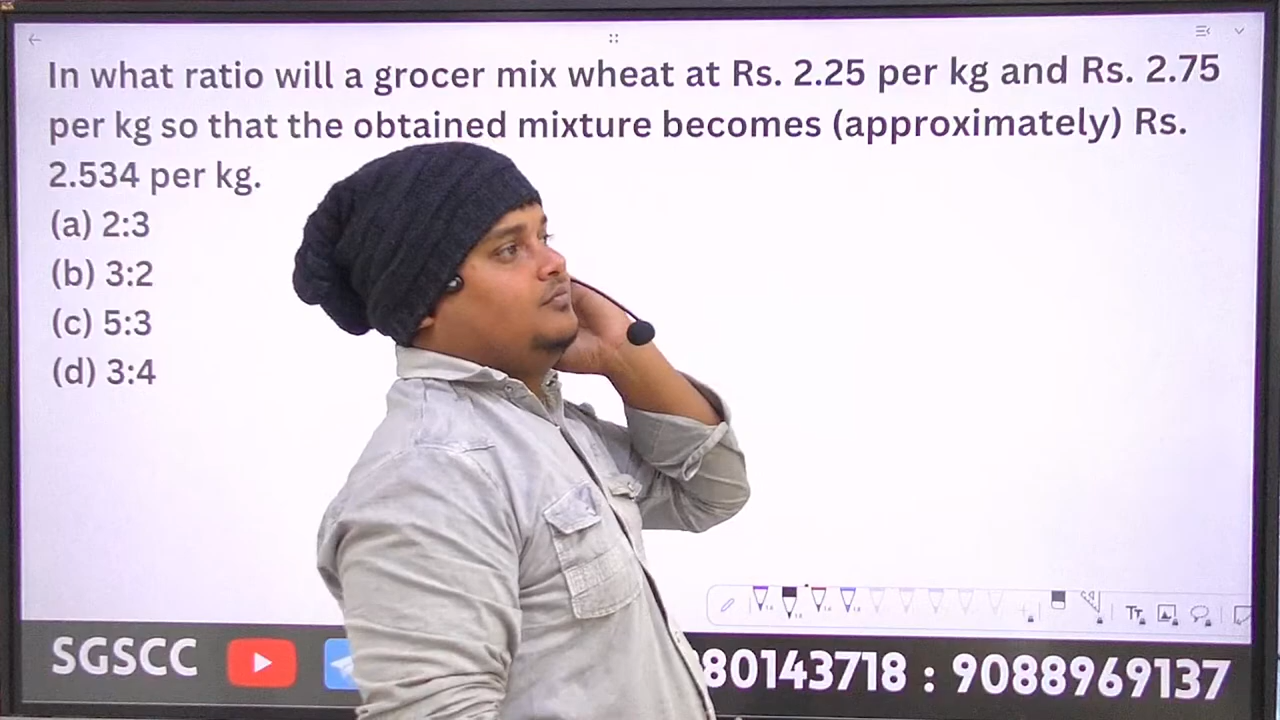 In what ratio will a grocer mix wheat at Rs. 2.25 per kg and Rs. 2.75
per kg so that the obtained mixture becomes (approximately) Rs.
2.534 per kg.
(a) 2:3
(b) 3:2
(c) 5:3
(d) 3:4
SGSCC
80143718 : 9088969137